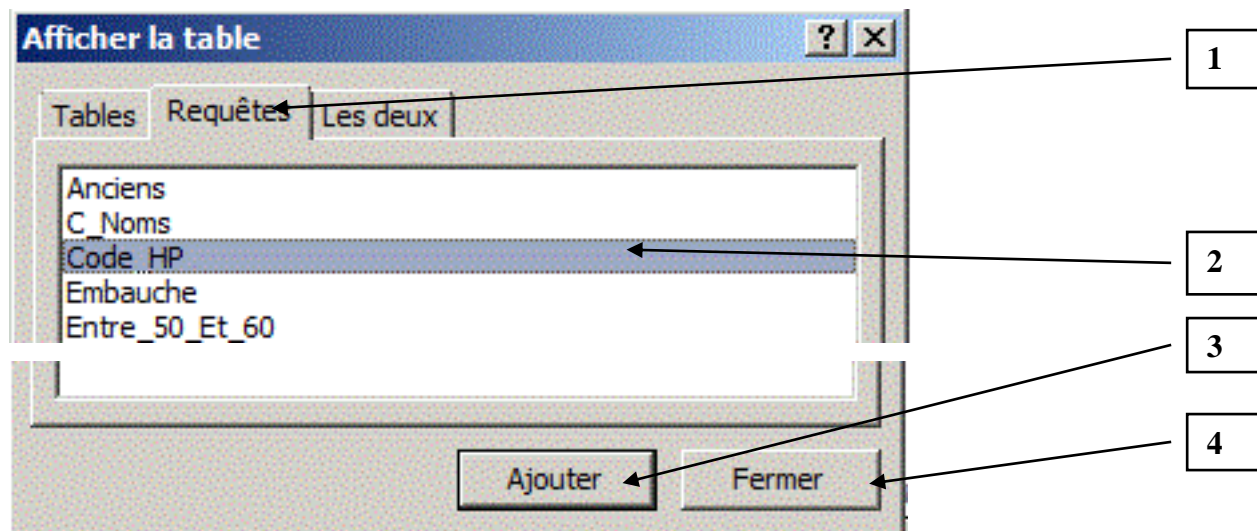 Afficher la table
1
Tables Requêtes Les deux
Anciens
C_Noms
Code_HP
2
Embauche
Entre_50_Et_60
3
Ajouter Fermer
4